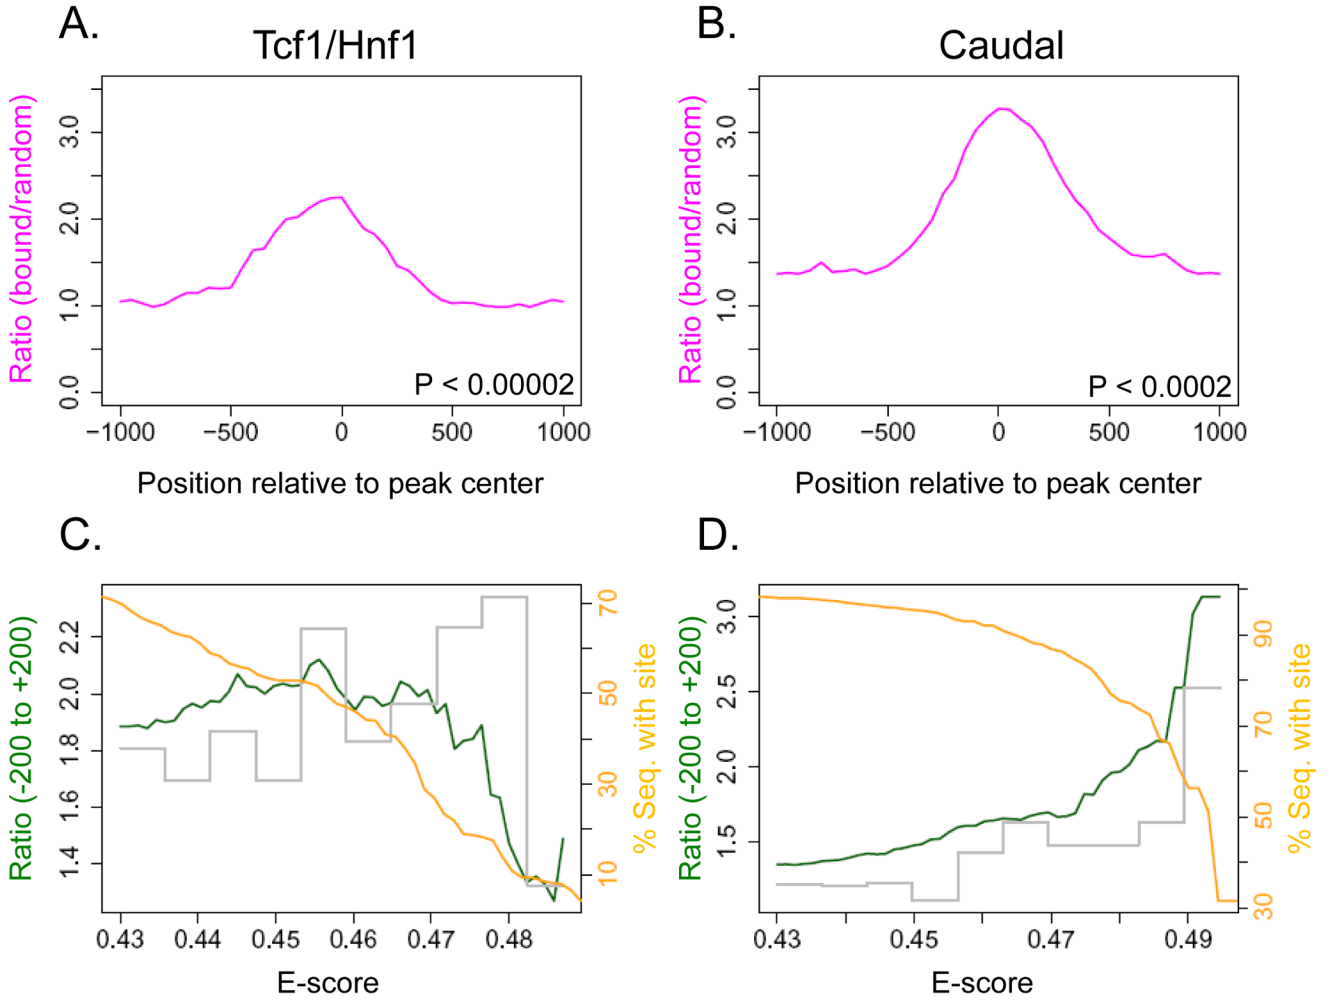 A.
Tcf1/Hnf1
Ratio (bound/random)
3.0
2.0
1.0
0.0
P < 0.00002
−1000 −500 0 500 1000
Position relative to peak center
B.
Caudal
Ratio (bound/random)
3.0
2.0
1.0
0.0
P < 0.0002
−1000 −500 0 500 1000
Position relative to peak center
C.
Ratio (-200 to +200)
2.2
2.0
1.8
1.6
1.4
70
50
30
10
% Seq. with site
0.43 0.44 0.45 0.46 0.47 0.48
E-score
D.
Ratio (-200 to +200)
3.0
2.5
2.0
1.5
90
70
50
30
% Seq. with site
0.43 0.45 0.47 0.49
E-score